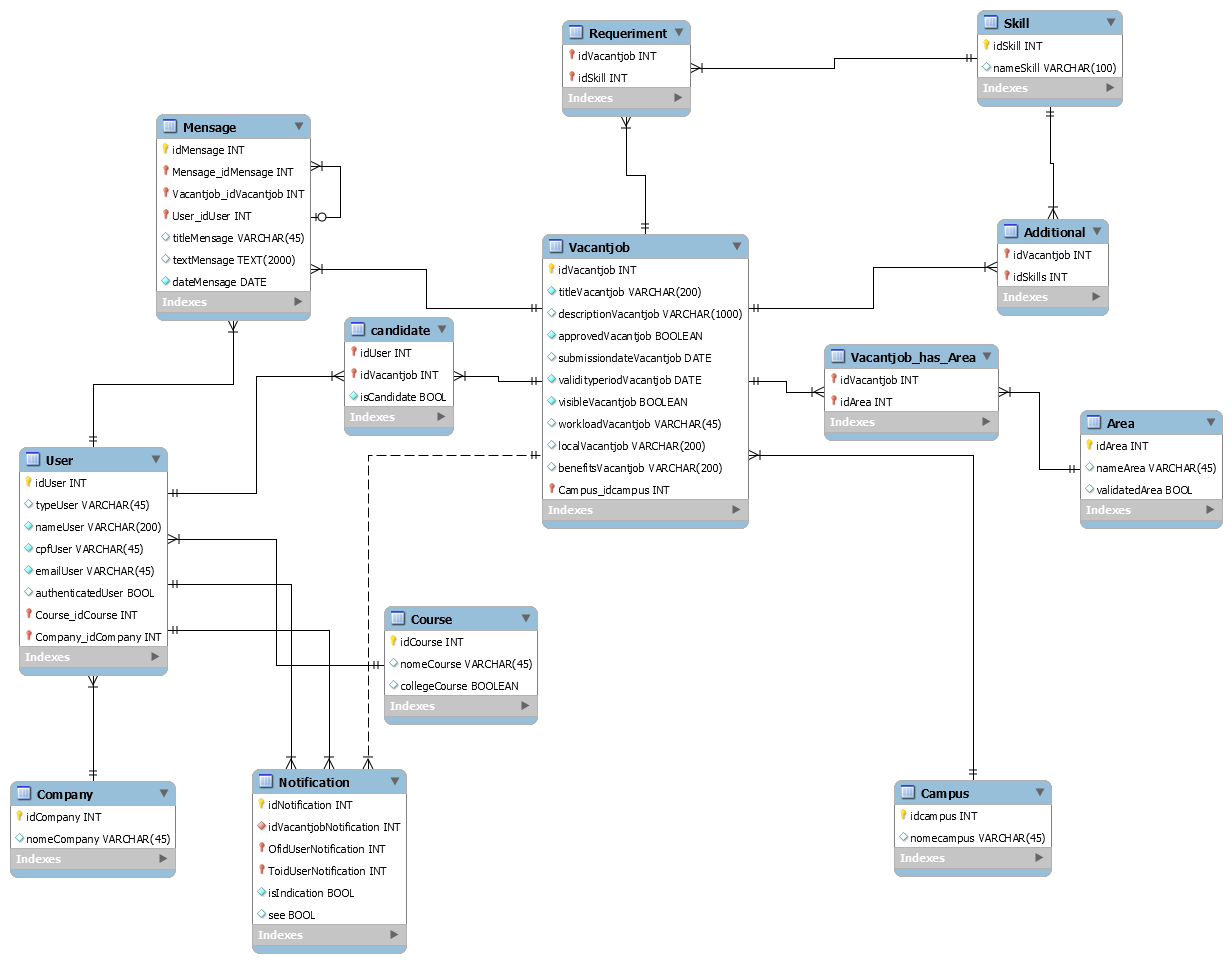 Requeriment
idVacantjob INT
idSkill INT
Indexes
Skill
idSkill INT
nameSkill VARCHAR(100)
Indexes
Mensage
idMensage INT
Mensage_idMensage INT
Vacantjob_idVacantjob INT
User_idUser INT
titleMensage VARCHAR(45)
textMensage TEXT(2000)
dateMensage DATE
Indexes
Vacantjob
idVacantjob INT
titleVacantjob VARCHAR(200)
descriptionVacantjob VARCHAR(1000)
approvedVacantjob BOOLEAN
submissiondateVacantjob DATE
validityperiodVacantjob DATE
visibleVacantjob BOOLEAN
workloadVacantjob VARCHAR(45)
localVacantjob VARCHAR(200)
benefitsVacantjob VARCHAR(200)
Campus_idcampus INT
Indexes
Additional
idVacantjob INT
idSkills INT
Indexes
candidate
idUser INT
idVacantjob INT
isCandidate BOOL
Indexes
Vacantjob_has_Area
idVacantjob INT
idArea INT
Indexes
Area
idArea INT
nameArea VARCHAR(45)
validatedArea BOOL
Indexes
User
idUser INT
typeUser VARCHAR(45)
nameUser VARCHAR(200)
cpfUser VARCHAR(45)
emailUser VARCHAR(45)
authenticatedUser BOOL
Course_idCourse INT
Company_idCompany INT
Indexes
Course
idCourse INT
nomeCourse VARCHAR(45)
collegeCourse BOOLEAN
Indexes
Company
idCompany INT
nomeCompany VARCHAR(45)
Indexes
Notification
idNotification INT
idVacantjobNotification INT
OfidUserNotification INT
ToidUserNotification INT
isIndication BOOL
see BOOL
Indexes
Campus
idcampus INT
nomecampus VARCHAR(45)
Indexes